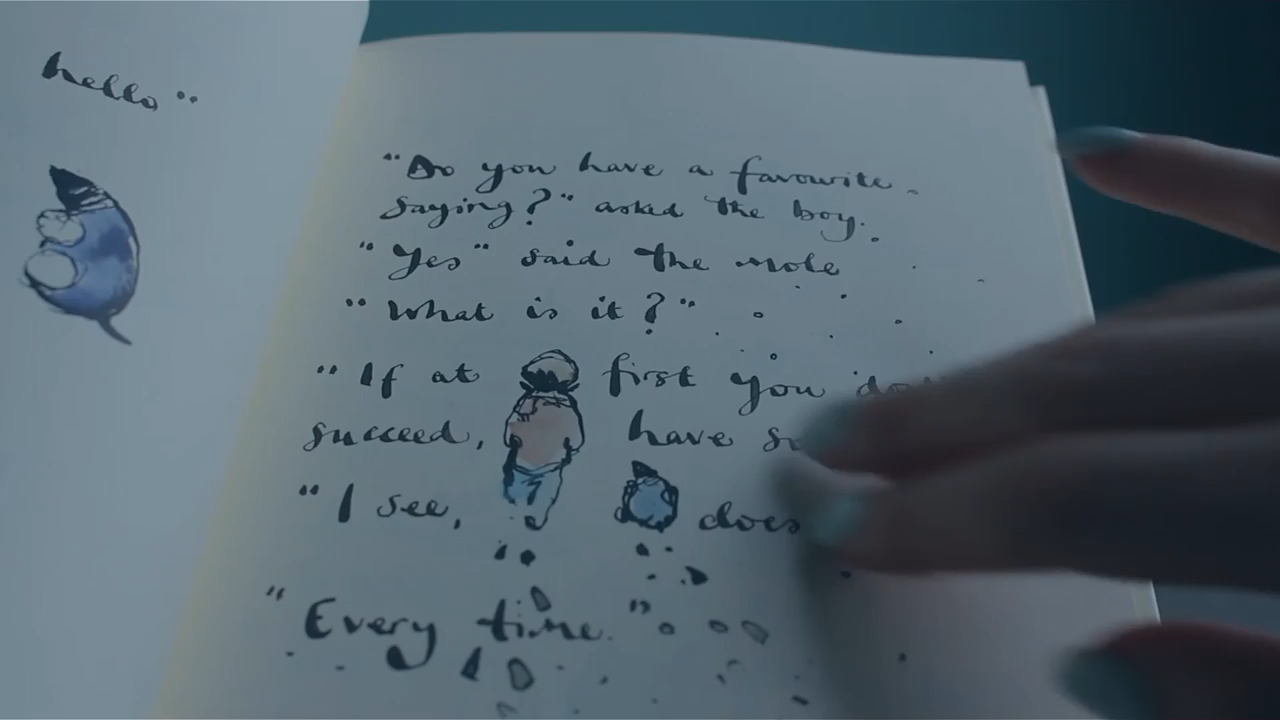 hello"
"Do you have a favourite
saying?" asked the boy.
"Yes" said the mole
"What is it?"
"If at first you
succeed, have
"I see, does
"Every time."